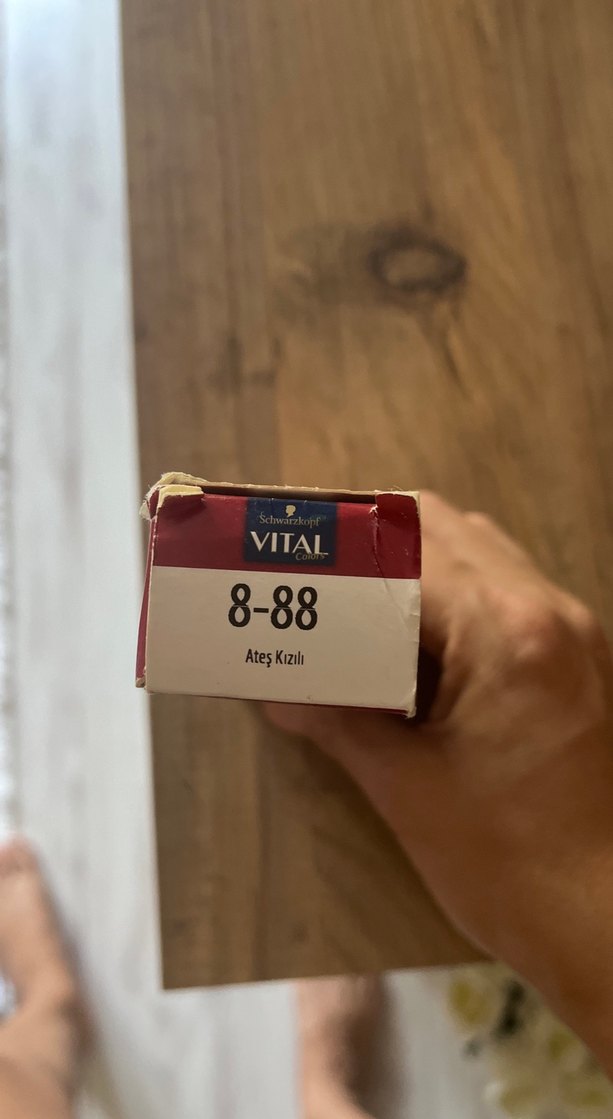 Schwarzkopf
VITAL
Colors
8-88
Ateş Kızılı